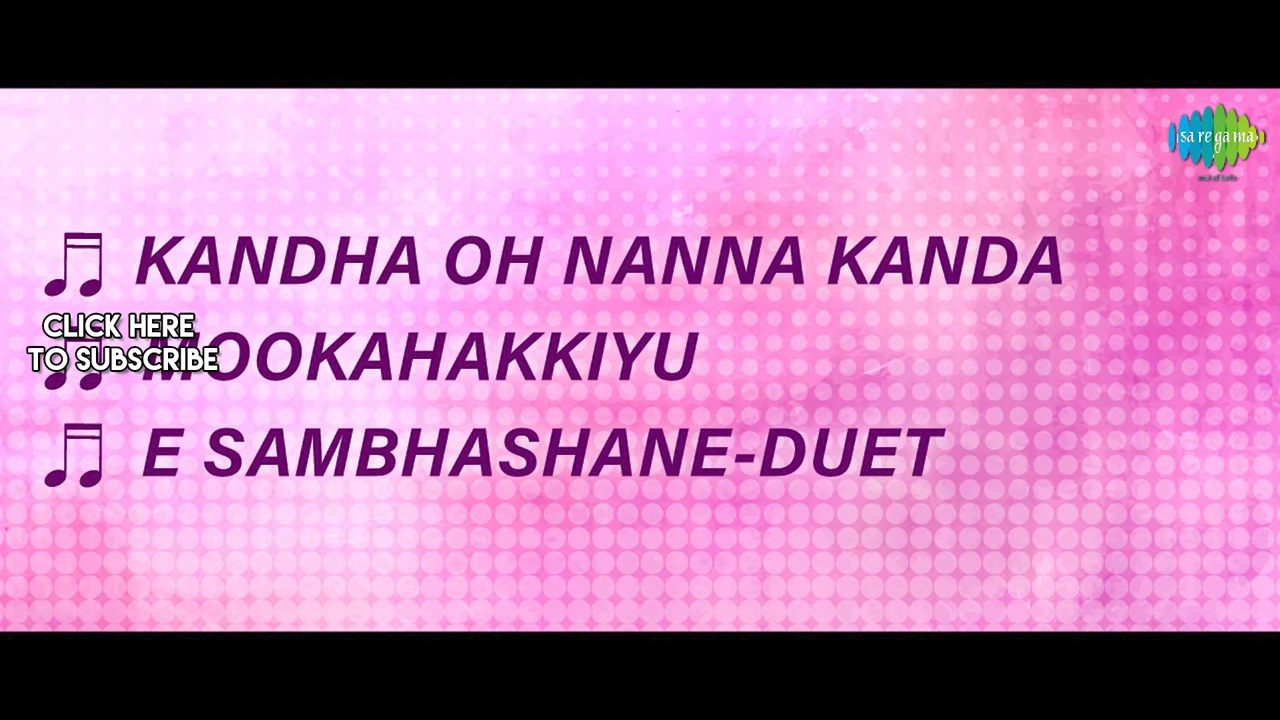 sa re ga ma
KANDHA OH NANNA KANDA
CLICK HERE
TO SUBSCRIBE
MOOKAHAKKIYU
E SAMBHASHANE-DUET